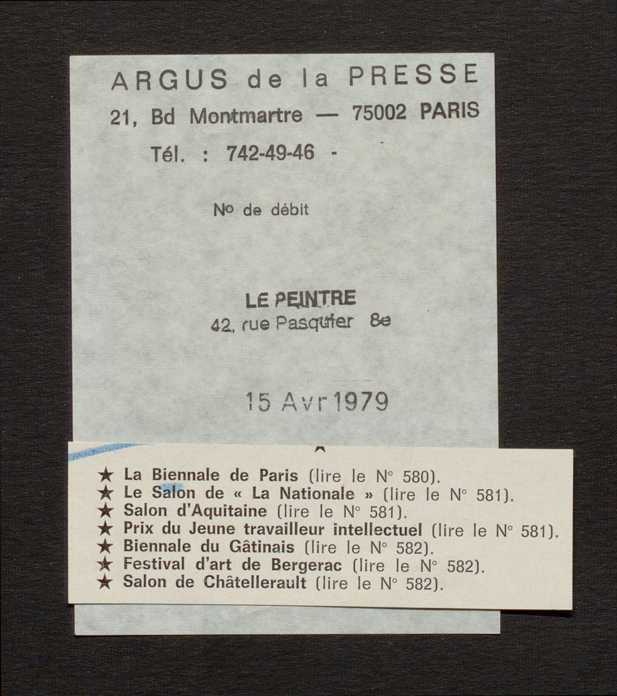 ARGUS de la PRESSE
21, Bd Montmartre — 75002 PARIS
Tél. : 742-49-46 -
No de débit
LE PEINTRE
42, rue Pasquier 8e
15 Avr 1979
★ La Biennale de Paris (lire le N° 580).
★ Le Salon de « La Nationale » (lire le N° 581).
★ Salon d'Aquitaine (lire le N° 581).
★ Prix du Jeune travailleur intellectuel (lire le N° 581).
★ Biennale du Gâtinais (lire le N° 582).
★ Festival d'art de Bergerac (lire le N° 582).
★ Salon de Châtellerault (lire le N° 582).